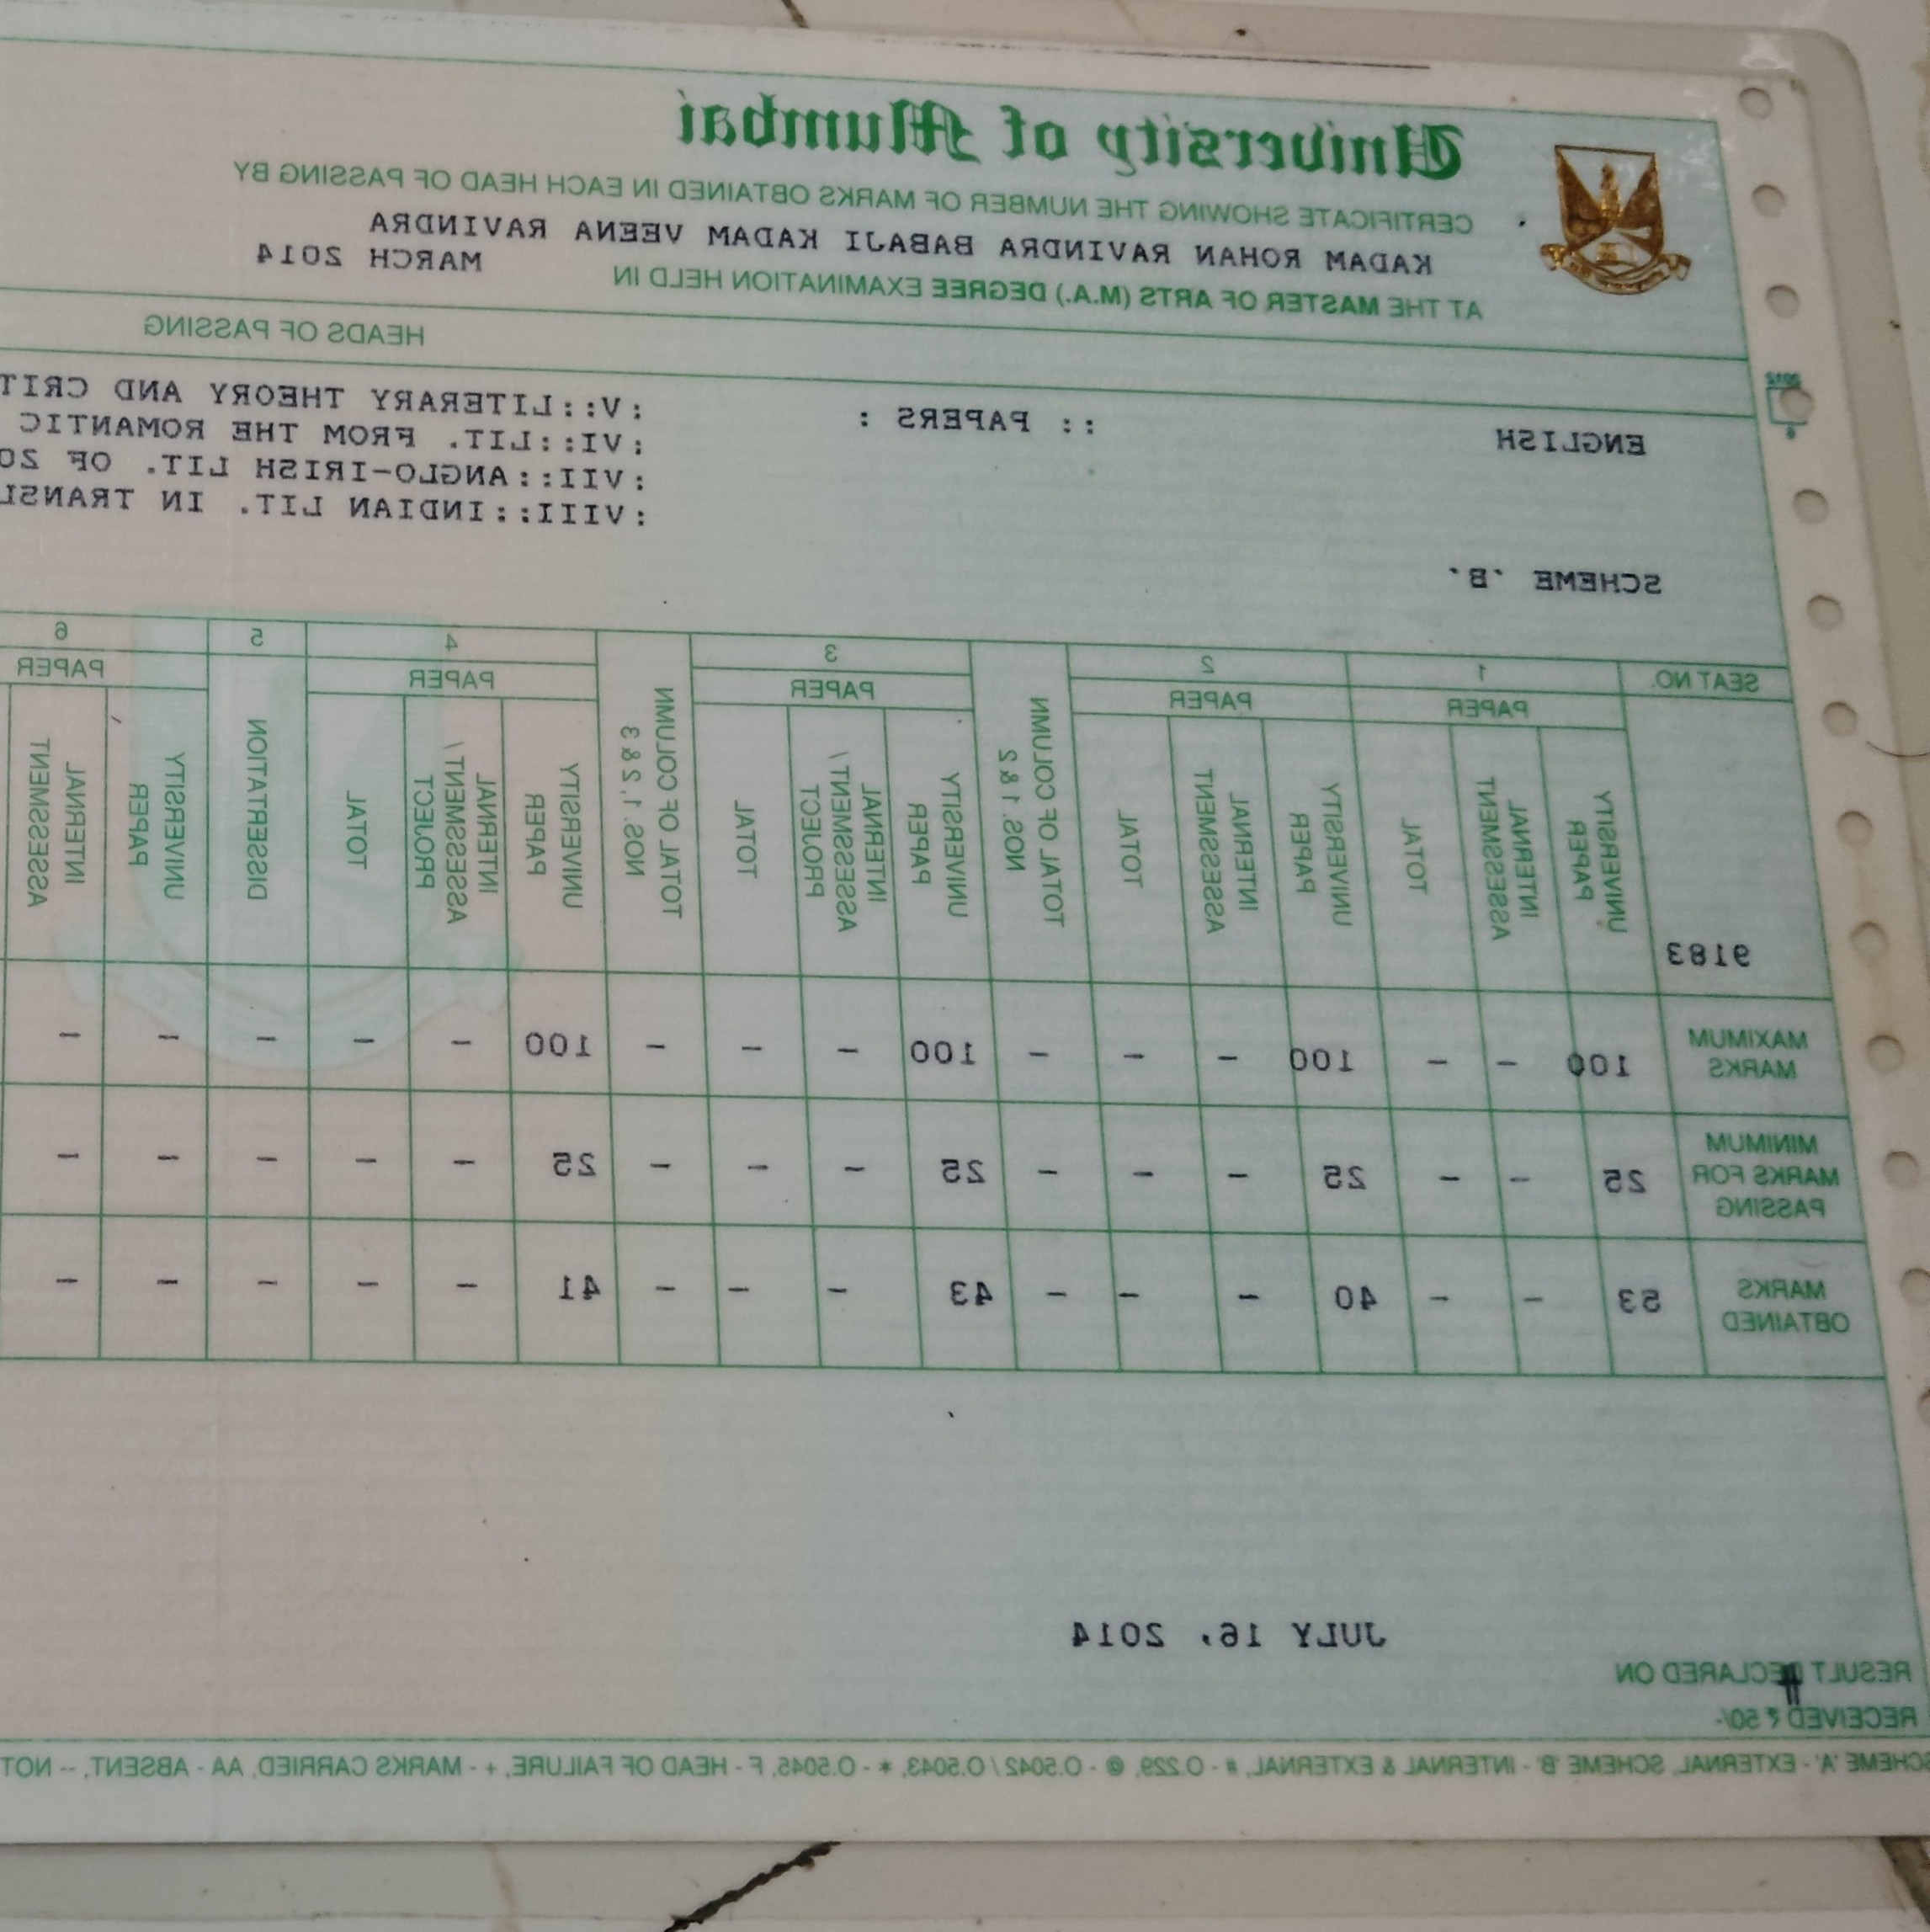 University of Mumbai
CERTIFICATE SHOWING THE NUMBER OF MARKS OBTAINED IN EACH HEAD OF PASSING BY
KADAM ROHAN RAVINDRA BABAJI KADAM VEENA RAVINDRA
AT THE MASTER OF ARTS (M.A.) DEGREE EXAMINATION HELD IN MARCH 2014
HEADS OF PASSING
ENGLISH :: PAPERS : :V::LITERARY THEORY AND CRIT
:VI::LIT. FROM THE ROMANTIC
:VII::ANGLO-IRISH LIT. OF 20
:VIII::INDIAN LIT. IN TRANSL
SCHEME 'B'
SEAT NO. 1 2 3 4 5 6
PAPER PAPER PAPER PAPER PAPER
9183
UNIVERSITY PAPER
INTERNAL ASSESSMENT
TOTAL
UNIVERSITY PAPER
INTERNAL ASSESSMENT
TOTAL
TOTAL OF COLUMN NOS. 1 & 2
UNIVERSITY PAPER
INTERNAL ASSESSMENT / PROJECT
TOTAL
TOTAL OF COLUMN NOS. 1, 2 & 3
UNIVERSITY PAPER
INTERNAL ASSESSMENT / PROJECT
TOTAL
DISSERTATION
UNIVERSITY PAPER
INTERNAL ASSESSMENT
MAXIMUM MARKS 100 - - 100 - - - 100 - - - 100 - - - - -
MINIMUM MARKS FOR PASSING 25 - - 25 - - - 25 - - - 25 - - - - -
MARKS OBTAINED 53 - - 40 - - - 43 - - - 41 - - - - -
JULY 16, 2014
RESULT DECLARED ON
RECEIVED ₹ 50/-
SCHEME 'A' - EXTERNAL, SCHEME 'B' - INTERNAL & EXTERNAL, # - O.229, @ - O.5042 / O.5043, * - O.5045, F - HEAD OF FAILURE, + - MARKS CARRIED, AA - ABSENT, -- NOT